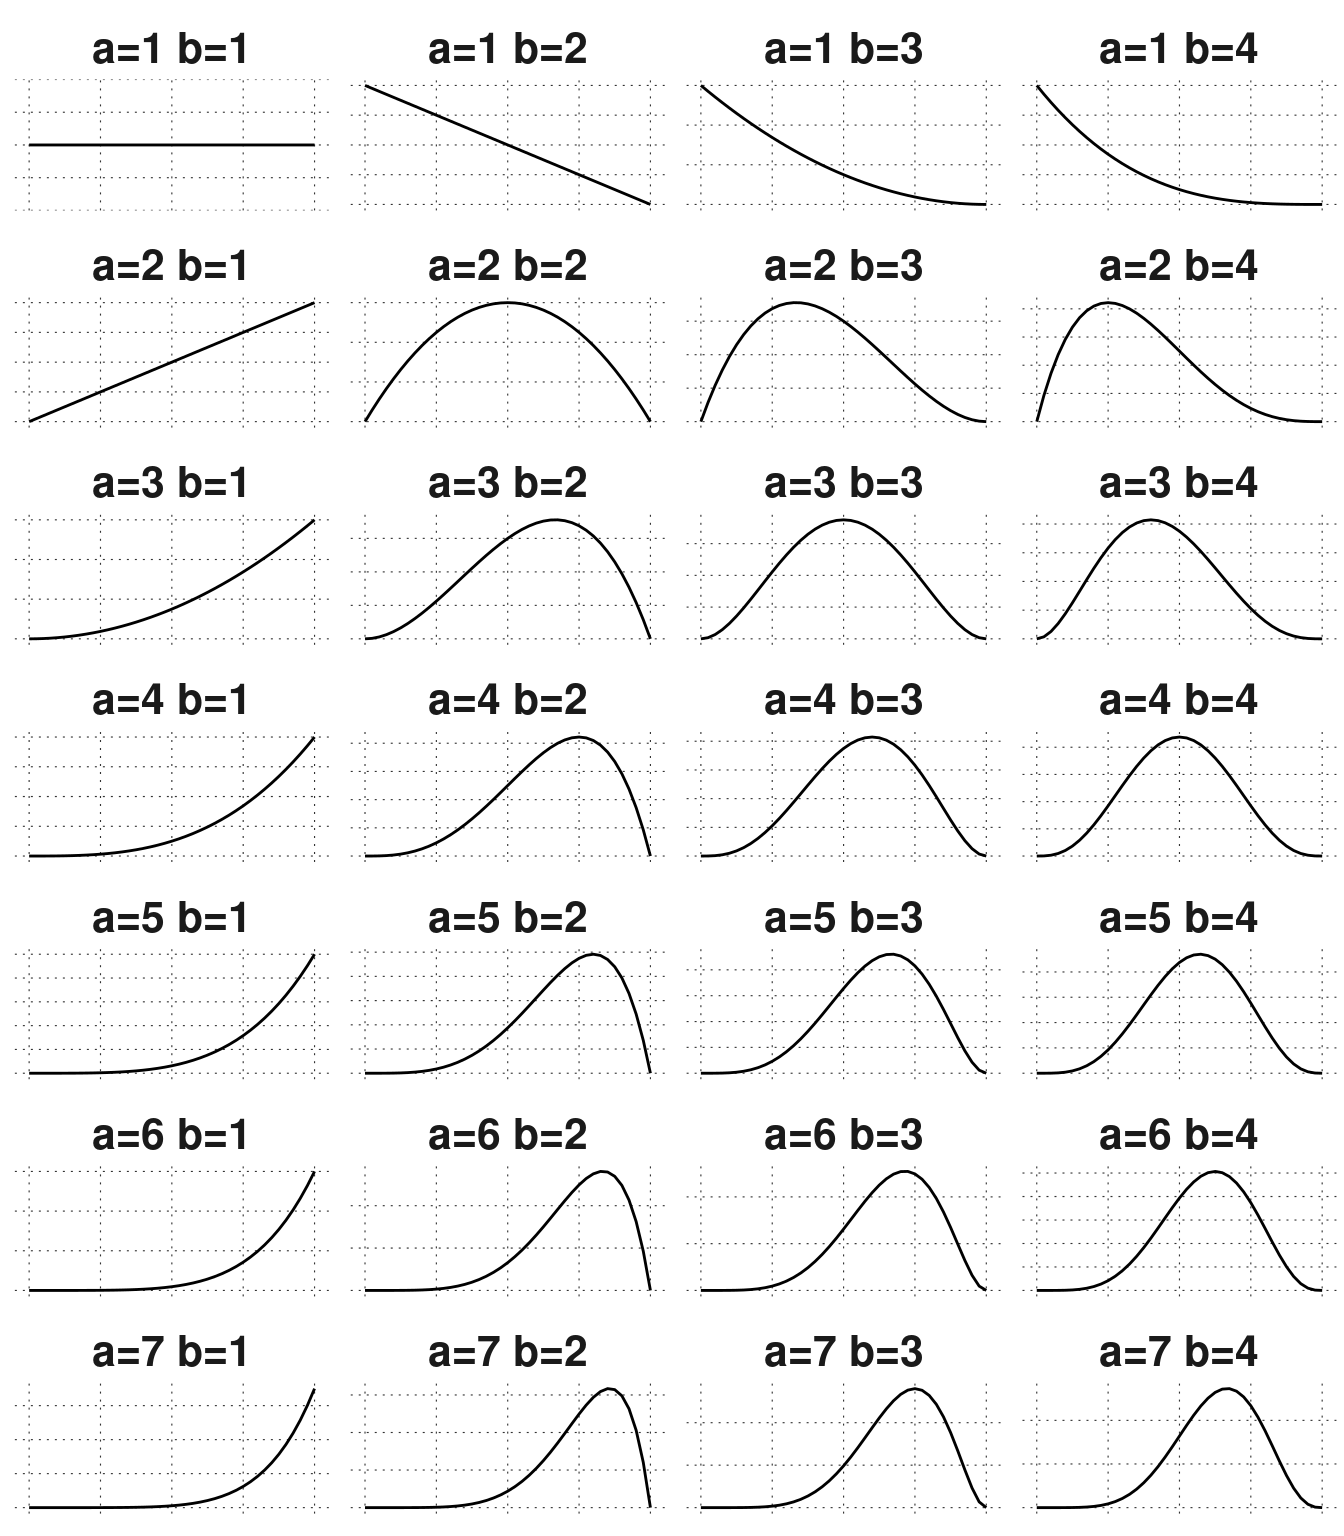 a=1 b=1 a=1 b=2 a=1 b=3 a=1 b=4
a=2 b=1 a=2 b=2 a=2 b=3 a=2 b=4
a=3 b=1 a=3 b=2 a=3 b=3 a=3 b=4
a=4 b=1 a=4 b=2 a=4 b=3 a=4 b=4
a=5 b=1 a=5 b=2 a=5 b=3 a=5 b=4
a=6 b=1 a=6 b=2 a=6 b=3 a=6 b=4
a=7 b=1 a=7 b=2 a=7 b=3 a=7 b=4